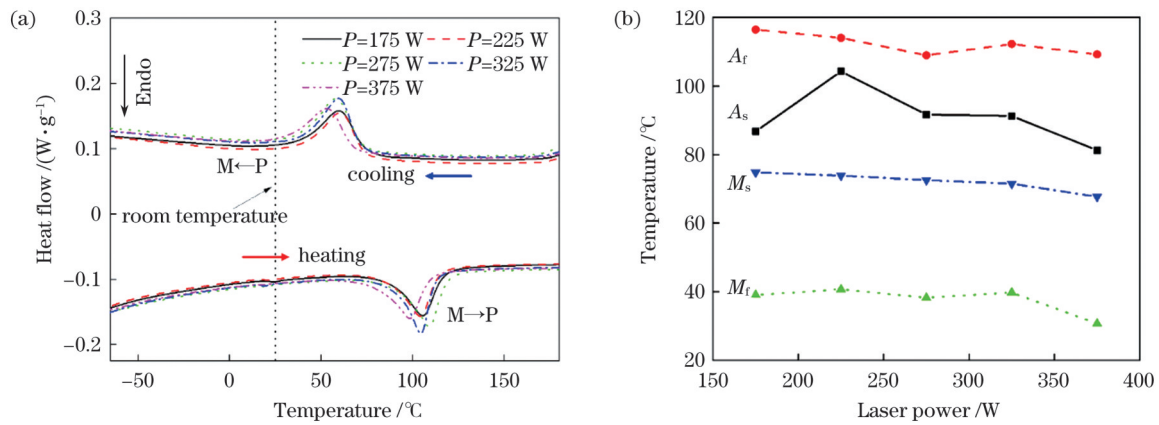 (a)
0.3
0.2
0.1
0
−0.1
−0.2
Heat flow /(W·g⁻¹)
Endo
P=175 W
P=225 W
P=275 W
P=325 W
P=375 W
M←P
cooling
room temperature
heating
M→P
−50
0
50
100
150
Temperature /℃
(b)
120
100
80
60
40
20
Temperature /℃
Af
As
Ms
Mf
150
200
250
300
350
400
Laser power /W